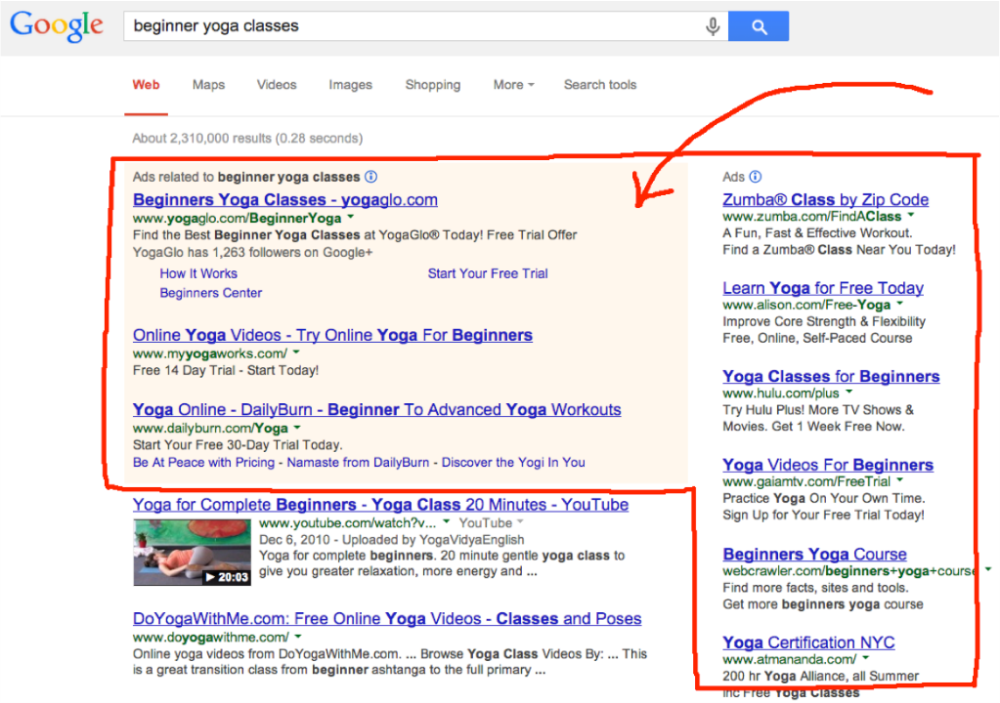 Google
beginner yoga classes
Web Maps Videos Images Shopping More Search tools
About 2,310,000 results (0.28 seconds)
Ads related to beginner yoga classes
Beginners Yoga Classes - yogaglo.com
www.yogaglo.com/BeginnerYoga
Find the Best Beginner Yoga Classes at YogaGlo® Today! Free Trial Offer
YogaGlo has 1,263 followers on Google+
How It Works Start Your Free Trial
Beginners Center
Online Yoga Videos - Try Online Yoga For Beginners
www.myyogaworks.com/
Free 14 Day Trial - Start Today!
Yoga Online - DailyBurn - Beginner To Advanced Yoga Workouts
www.dailyburn.com/Yoga
Start Your Free 30-Day Trial Today.
Be At Peace with Pricing - Namaste from DailyBurn - Discover the Yogi In You
Yoga for Complete Beginners - Yoga Class 20 Minutes - YouTube
www.youtube.com/watch?v... YouTube
Dec 6, 2010 - Uploaded by YogaVidyaEnglish
Yoga for complete beginners. 20 minute gentle yoga class to
give you greater relaxation, more energy and ...
20:03
DoYogaWithMe.com: Free Online Yoga Videos - Classes and Poses
www.doyogawithme.com/
Online yoga videos from DoYogaWithMe.com. ... Browse Yoga Class Videos By: ... This
is a great transition class from beginner ashtanga to the full primary ...
Ads
Zumba® Class by Zip Code
www.zumba.com/FindAClass
A Fun, Fast & Effective Workout.
Find a Zumba® Class Near You Today!
Learn Yoga for Free Today
www.alison.com/Free-Yoga
Improve Core Strength & Flexibility
Free, Online, Self-Paced Course
Yoga Classes for Beginners
www.hulu.com/plus
Try Hulu Plus! More TV Shows &
Movies. Get 1 Week Free Now.
Yoga Videos For Beginners
www.gaiamtv.com/FreeTrial
Practice Yoga On Your Own Time.
Sign Up for Your Free Trial Today!
Beginners Yoga Course
webcrawler.com/beginners+yoga+course
Find more facts, sites and tools.
Get more beginners yoga course
Yoga Certification NYC
www.atmananda.com/
200 hr Yoga Alliance, all Summer
inc Free Yoga Classes